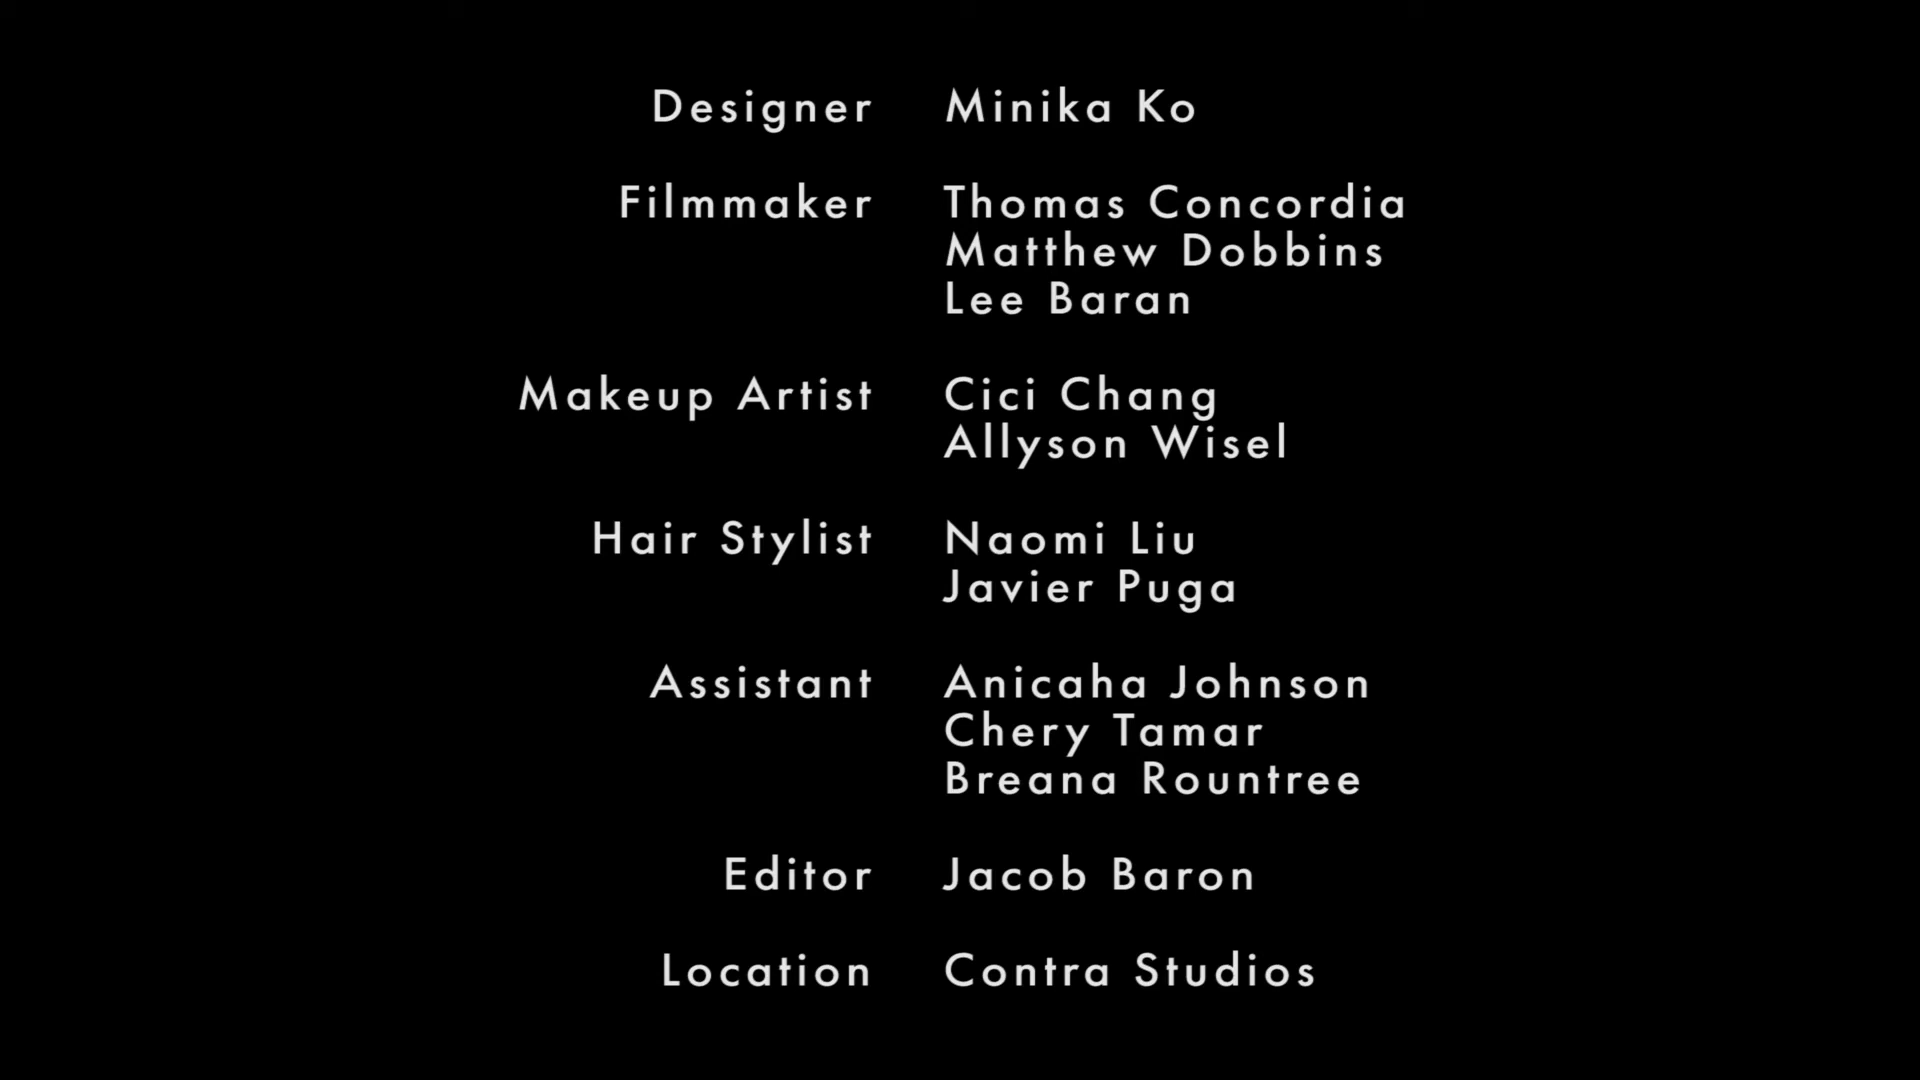 Designer Minika Ko
Filmmaker Thomas Concordia
Matthew Dobbins
Lee Baran
Makeup Artist Cici Chang
Allyson Wisel
Hair Stylist Naomi Liu
Javier Puga
Assistant Anicaha Johnson
Chery Tamar
Breana Rountree
Editor Jacob Baron
Location Contra Studios